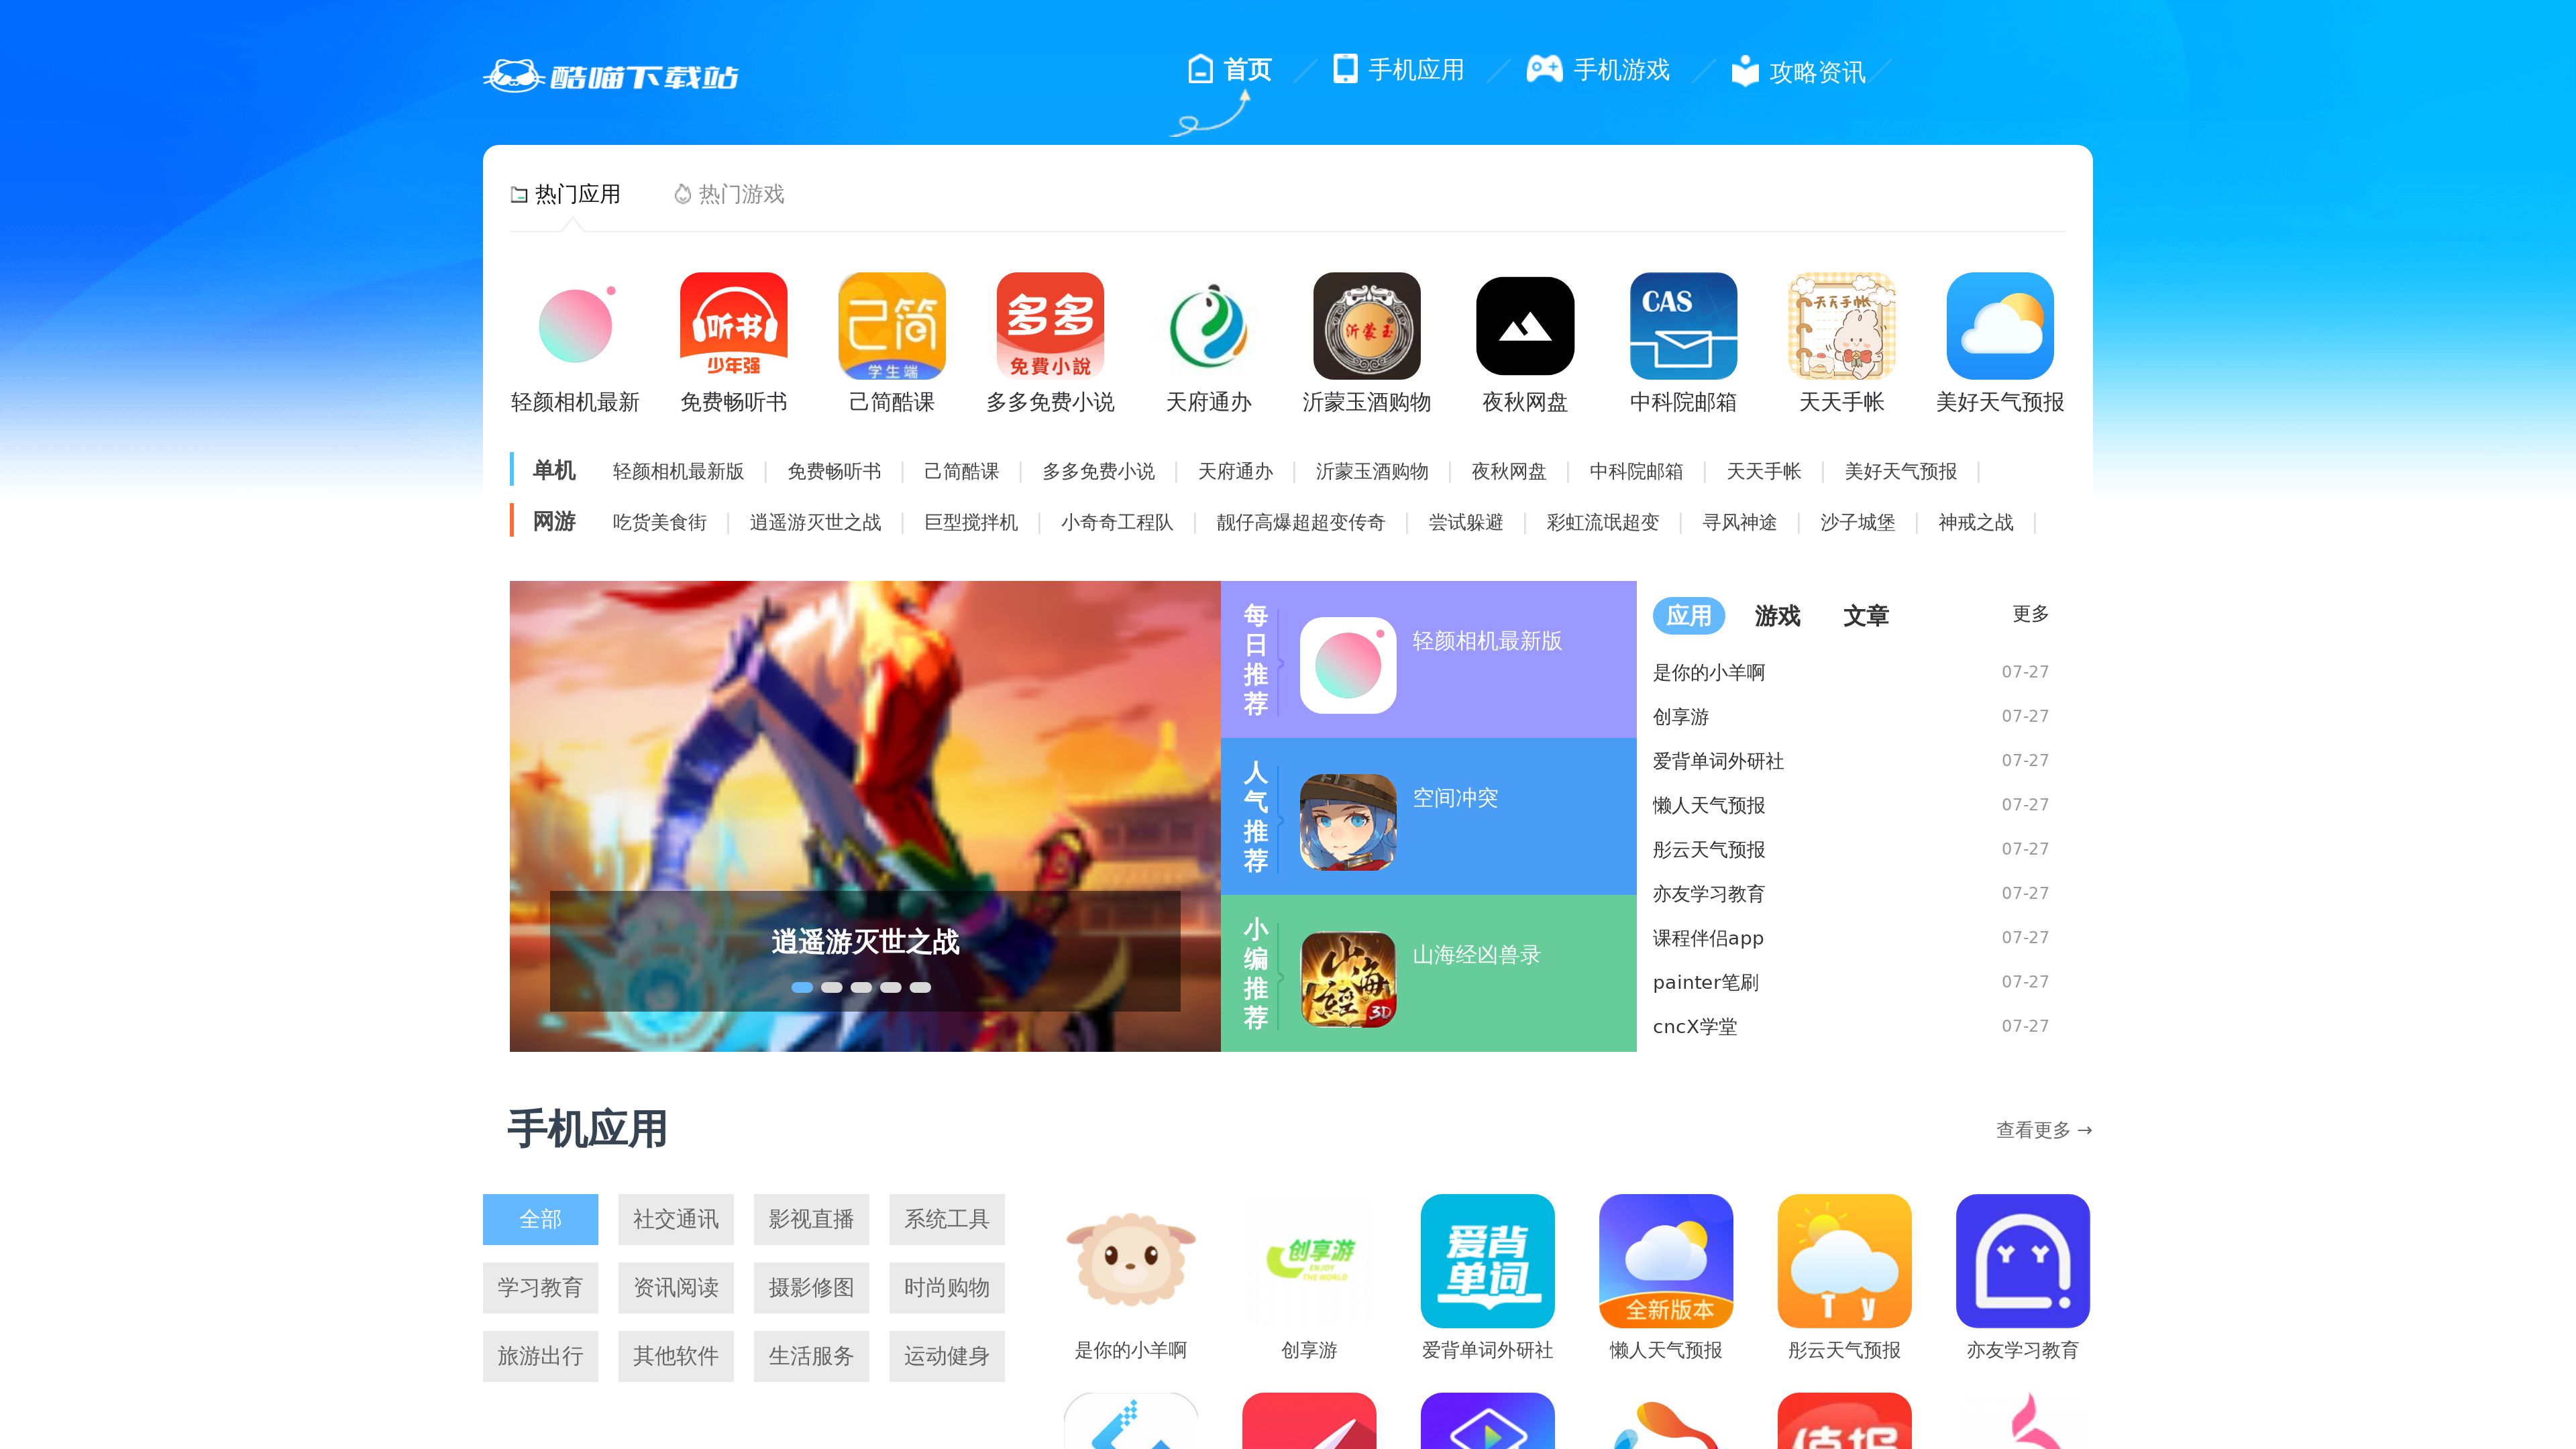 酷喵下载站
首页 手机应用 手机游戏 攻略资讯
热门应用 热门游戏
听书
少年强
己简
学生端
多多
免費小說
沂蒙玉
CAS
天天手帐
轻颜相机最新 免费畅听书 己简酷课 多多免费小说 天府通办 沂蒙玉酒购物 夜秋网盘 中科院邮箱 天天手帐 美好天气预报
单机 轻颜相机最新版 免费畅听书 己简酷课 多多免费小说 天府通办 沂蒙玉酒购物 夜秋网盘 中科院邮箱 天天手帐 美好天气预报
网游 吃货美食街 逍遥游灭世之战 巨型搅拌机 小奇奇工程队 靓仔高爆超超变传奇 尝试躲避 彩虹流氓超变 寻风神途 沙子城堡 神戒之战
逍遥游灭世之战
每日推荐
轻颜相机最新版
人气推荐
空间冲突
小编推荐
山海經
3D
山海经凶兽录
应用 游戏 文章 更多
是你的小羊啊 07-27
创享游 07-27
爱背单词外研社 07-27
懒人天气预报 07-27
彤云天气预报 07-27
亦友学习教育 07-27
课程伴侣app 07-27
painter笔刷 07-27
cncX学堂 07-27
手机应用
查看更多 →
全部 社交通讯 影视直播 系统工具
学习教育 资讯阅读 摄影修图 时尚购物
旅游出行 其他软件 生活服务 运动健身
创享游
ENJOY
THE WORLD
爱背
单词
全新版本
T y
是你的小羊啊 创享游 爱背单词外研社 懒人天气预报 彤云天气预报 亦友学习教育